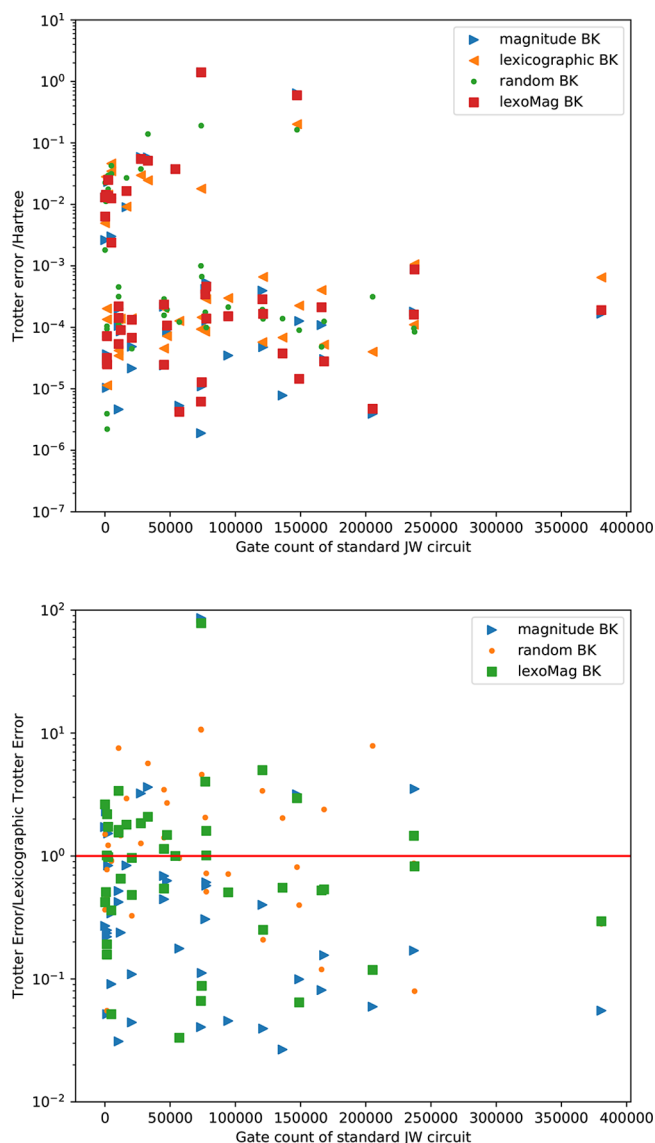 10^1
10^0
10^-1
10^-2
10^-3
10^-4
10^-5
10^-6
10^-7
Trotter error /Hartree
magnitude BK
lexicographic BK
random BK
lexoMag BK
0 50000 100000 150000 200000 250000 300000 350000 400000
Gate count of standard JW circuit
10^2
10^1
10^0
10^-1
10^-2
Trotter Error/Lexicographic Trotter Error
magnitude BK
random BK
lexoMag BK
0 50000 100000 150000 200000 250000 300000 350000 400000
Gate count of standard JW circuit